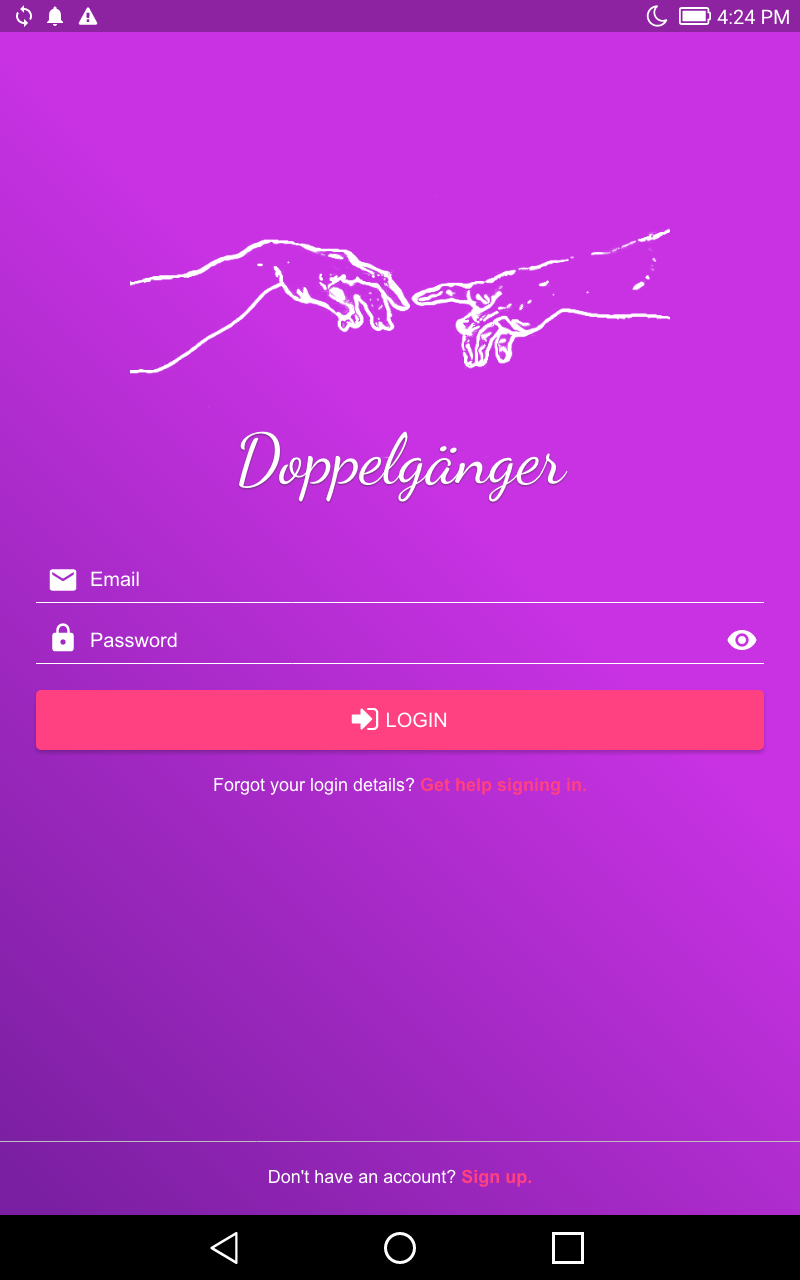 4:24 PM
Doppelgänger
Email
Password
LOGIN
Forgot your login details? Get help signing in.
Don't have an account? Sign up.